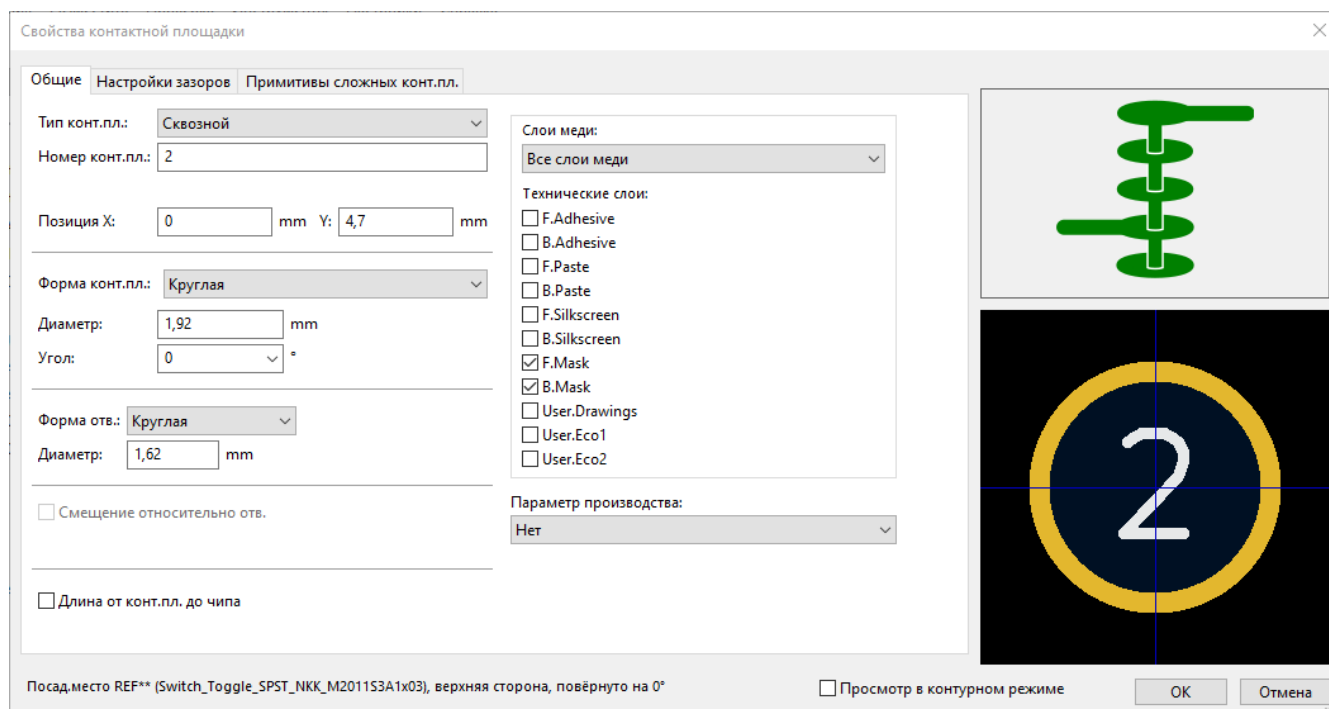 Свойства контактной площадки
Общие Настройки зазоров Примитивы сложных конт.пл.
Тип конт.пл.: Сквозной
Номер конт.пл.: 2
Позиция X: 0 mm Y: 4,7 mm
Форма конт.пл.: Круглая
Диаметр: 1,92 mm
Угол: 0 °
Форма отв.: Круглая
Диаметр: 1,62 mm
Смещение относительно отв.
Длина от конт.пл. до чипа
Слои меди:
Все слои меди
Технические слои:
F.Adhesive
B.Adhesive
F.Paste
B.Paste
F.Silkscreen
B.Silkscreen
F.Mask
B.Mask
User.Drawings
User.Eco1
User.Eco2
Параметр производства:
Нет
2
Посад.место REF** (Switch_Toggle_SPST_NKK_M2011S3A1x03), верхняя сторона, повёрнуто на 0°
Просмотр в контурном режиме
OK
Отмена